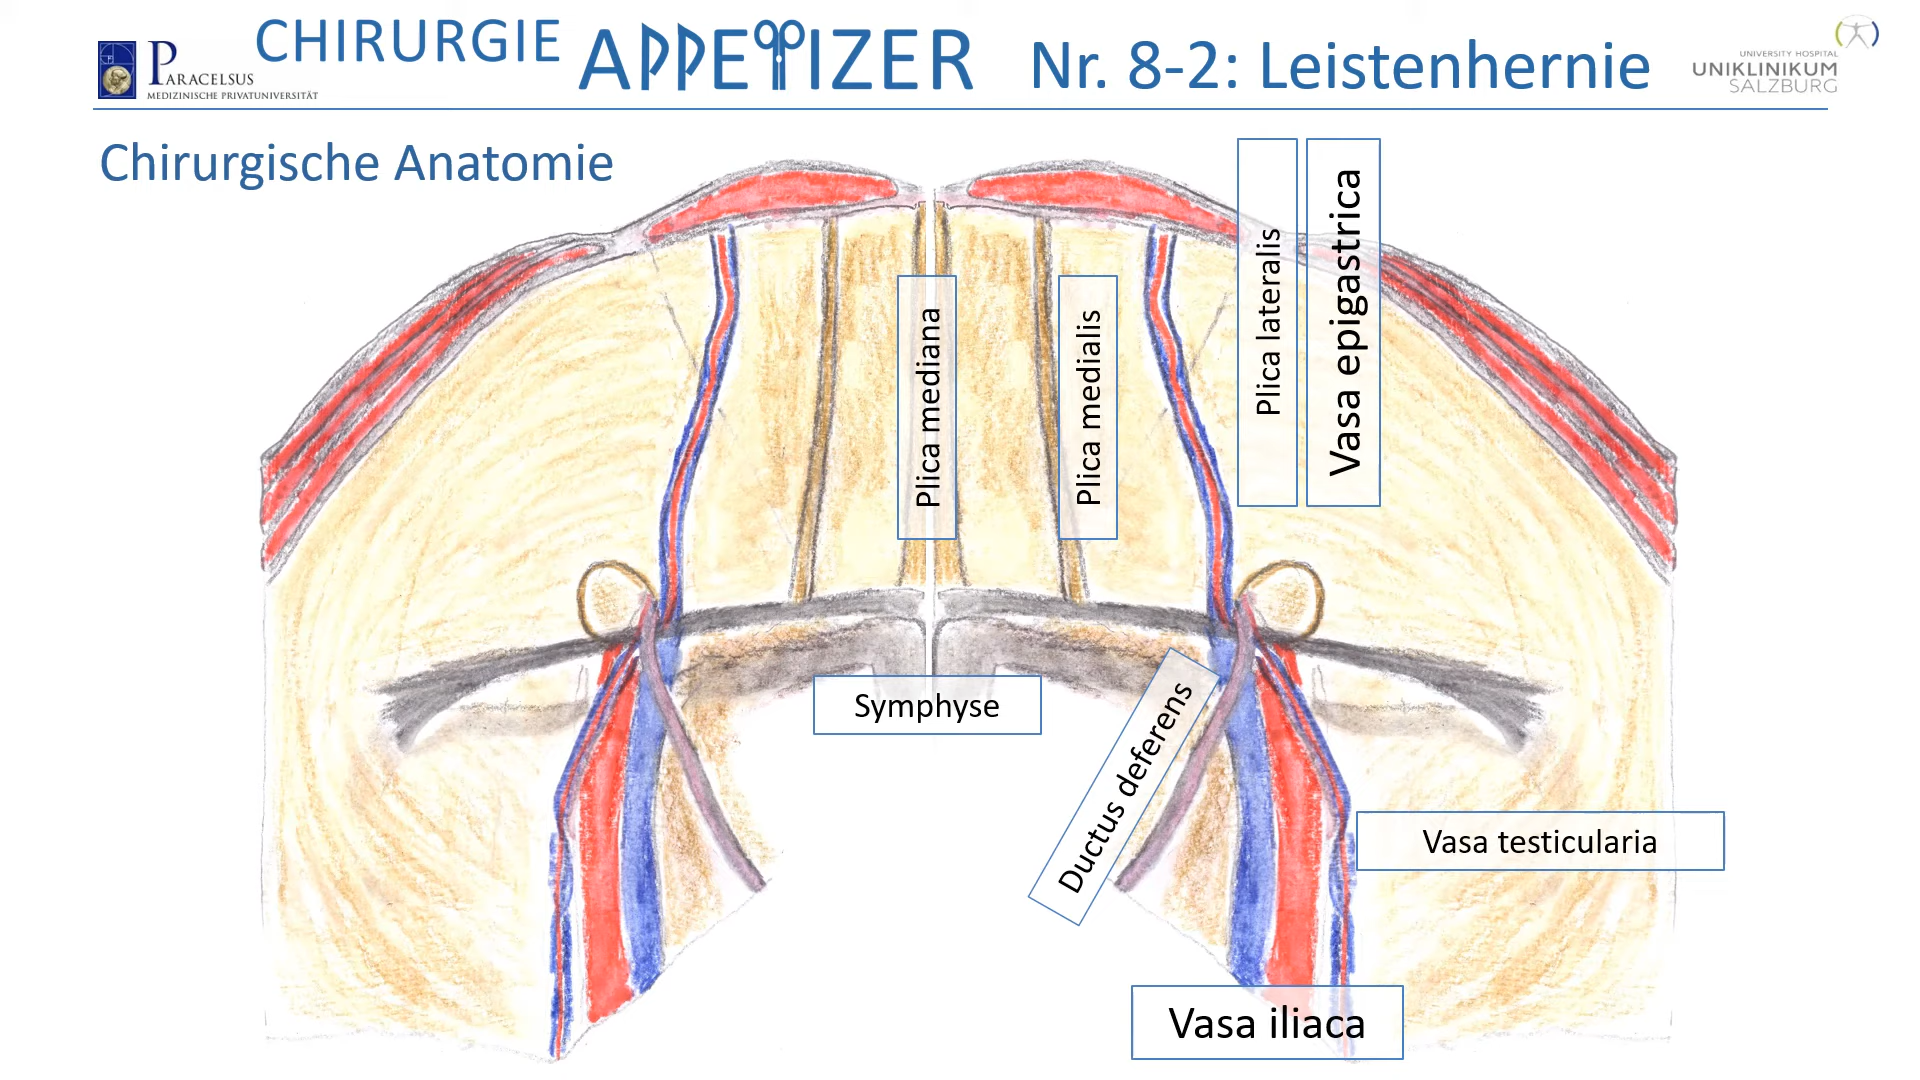 PARACELSUS
MEDIZINISCHE PRIVATUNIVERSITÄT
CHIRURGIE APPETIZER Nr. 8-2: Leistenhernie
UNIVERSITY HOSPITAL
UNIKLINIKUM
SALZBURG
Chirurgische Anatomie
Plica mediana
Plica medialis
Plica lateralis
Vasa epigastrica
Symphyse
Ductus deferens
Vasa testicularia
Vasa iliaca